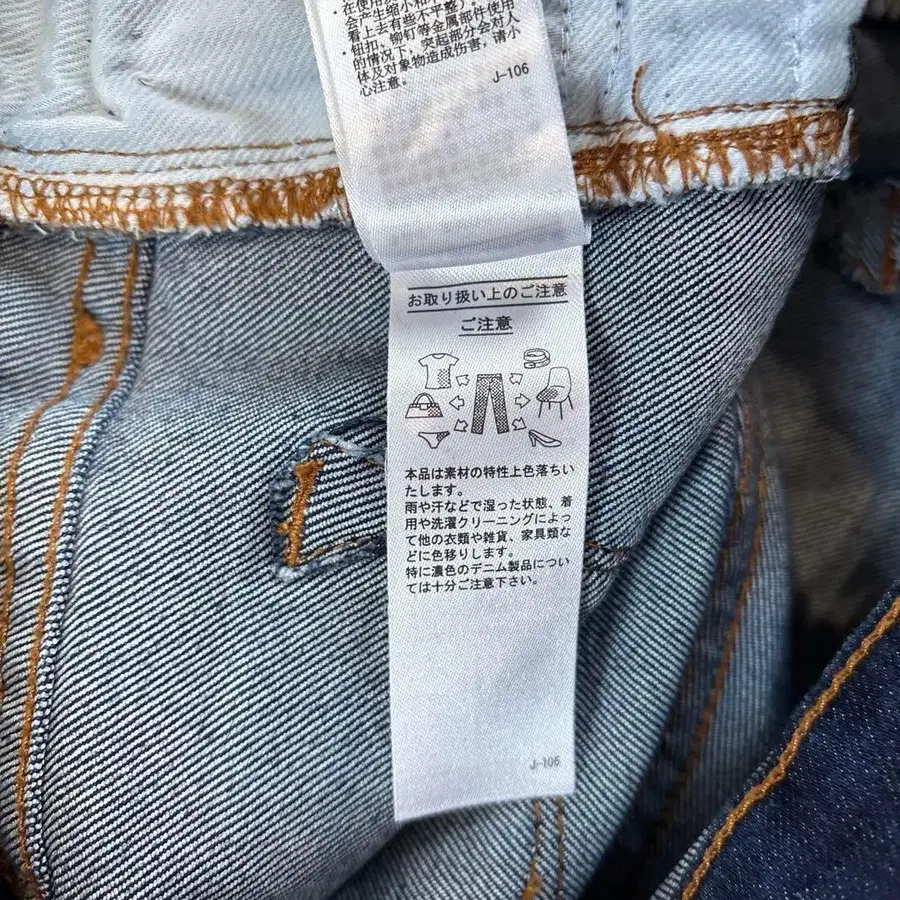 ·在使用
会产生缩小和
看上去有些不平整）。
·钮扣、铆钉等金属部件使用
的情况下，突起部分会对人
体及对象物造成伤害，请小
心注意。
J-106
お取り扱い上のご注意
ご注意
本品は素材の特性上色落ちい
たします。
雨や汗などで湿った状態、着
用や洗濯クリーニングによっ
て他の衣類や雑貨、家具類な
どに色移りします。
特に濃色のデニム製品につい
ては十分ご注意下さい。
J-106